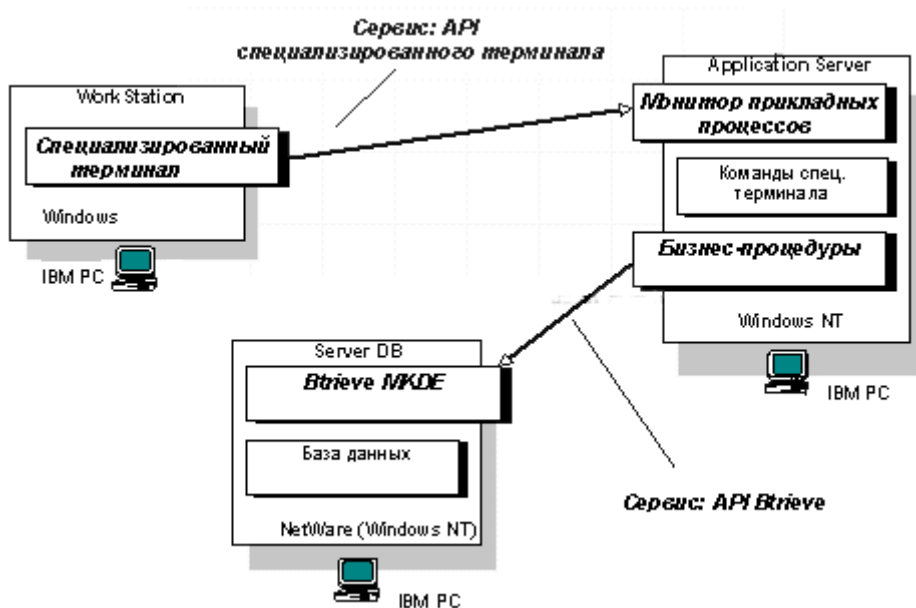 Сервис: API
специализированного терминала
Work Station
Специализированный
терминал
Windows
IBM PC
Application Server
Монитор прикладных
процессов
Команды спец.
терминала
Бизнес-процедуры
Windows NT
IBM PC
Server DB
Btrieve MKDE
База данных
NetWare (Windows NT)
IBM PC
Сервис: API Btrieve